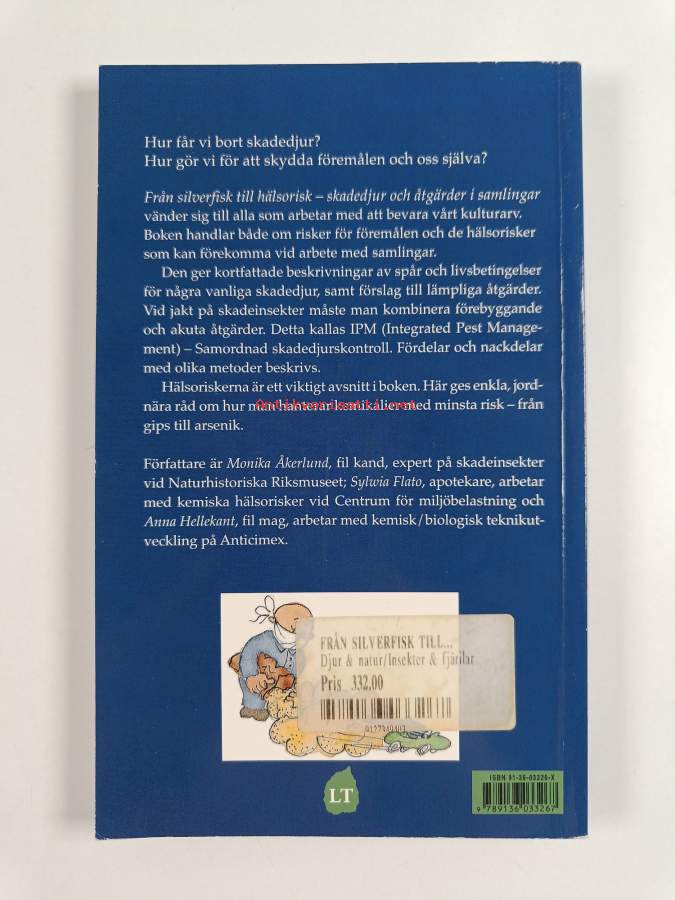 Hur får vi bort skadedjur?
Hur gör vi för att skydda föremålen och oss själva?
Från silverfisk till hälsorisk – skadedjur och åtgärder i samlingar
vänder sig till alla som arbetar med att bevara vårt kulturarv.
Boken handlar både om risker för föremålen och de hälsorisker
som kan förekomma vid arbete med samlingar.
Den ger kortfattade beskrivningar av spår och livsbetingelser
för några vanliga skadedjur, samt förslag till lämpliga åtgärder.
Vid jakt på skadeinsekter måste man kombinera förebyggande
och akuta åtgärder. Detta kallas IPM (Integrated Pest Manage-
ment) – Samordnad skadedjurskontroll. Fördelar och nackdelar
med olika metoder beskrivs.
Hälsoriskerna är ett viktigt avsnitt i boken. Här ges enkla, jord-
nära råd om hur man hanterar kemikalier med minsta risk – från
Antikvariaatti.net
gips till arsenik.
Författare är Monika Åkerlund, fil kand, expert på skadeinsekter
vid Naturhistoriska Riksmuseet; Sylwia Flato, apotekare, arbetar
med kemiska hälsorisker vid Centrum för miljöbelastning och
Anna Hellekant, fil mag, arbetar med kemisk/biologisk teknikut-
veckling på Anticimex.
FRÅN SILVERFISK TILL...
Djur & natur/Insekter & fjärilar
Pris 332,00
LT
ISBN 91-36-03326-X
9 789136 033267